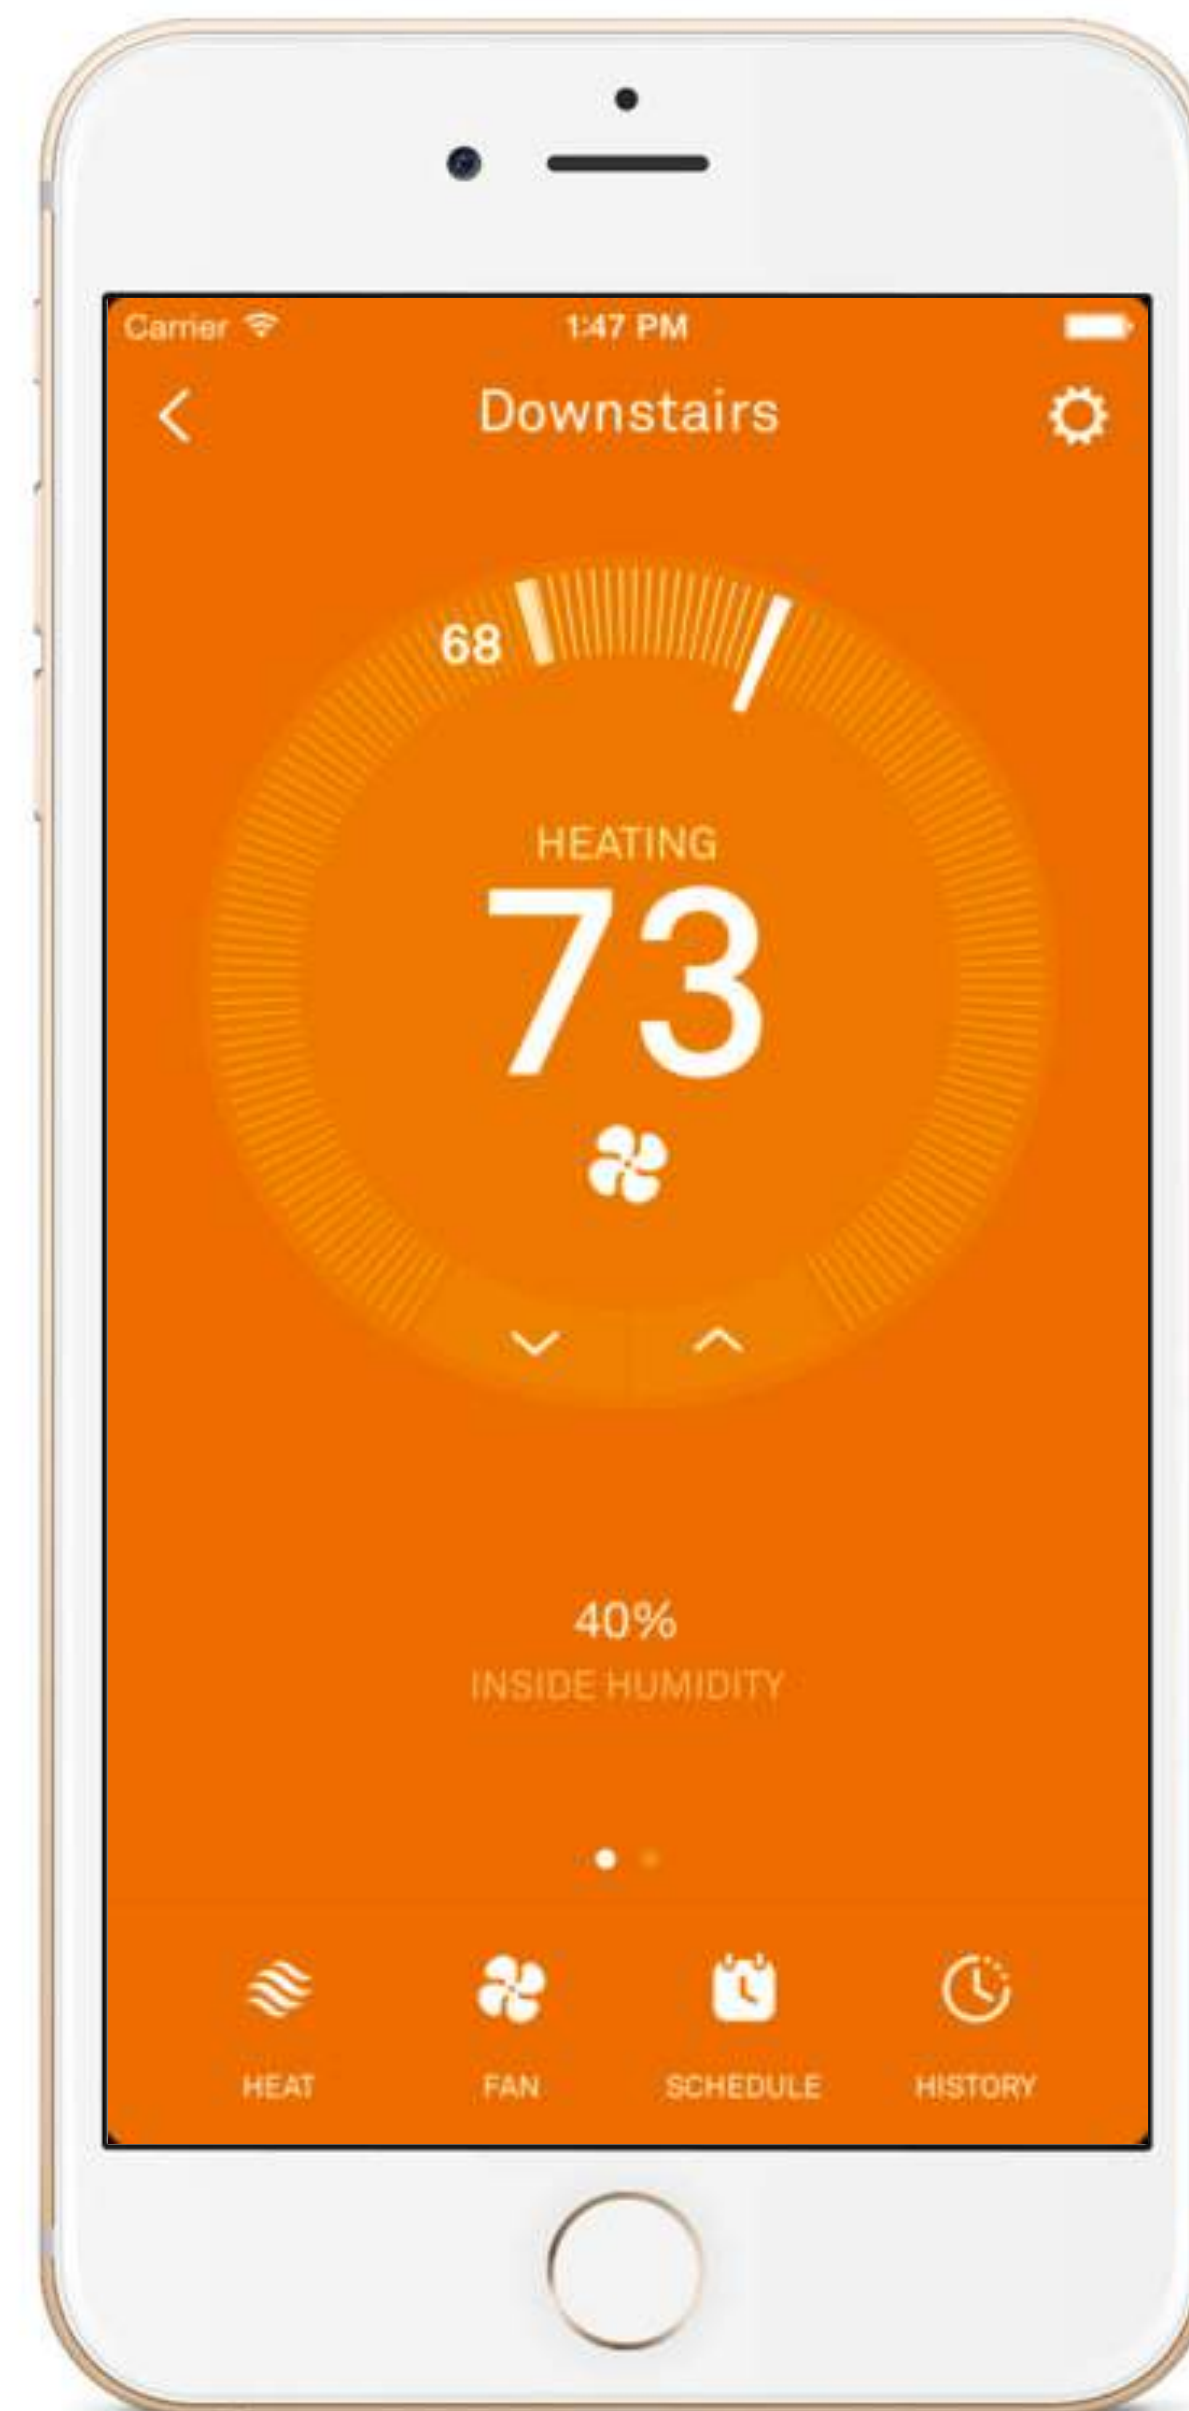 Carrier
1:47 PM
Downstairs
68
HEATING
73
40%
INSIDE HUMIDITY
HEAT
FAN
SCHEDULE
HISTORY